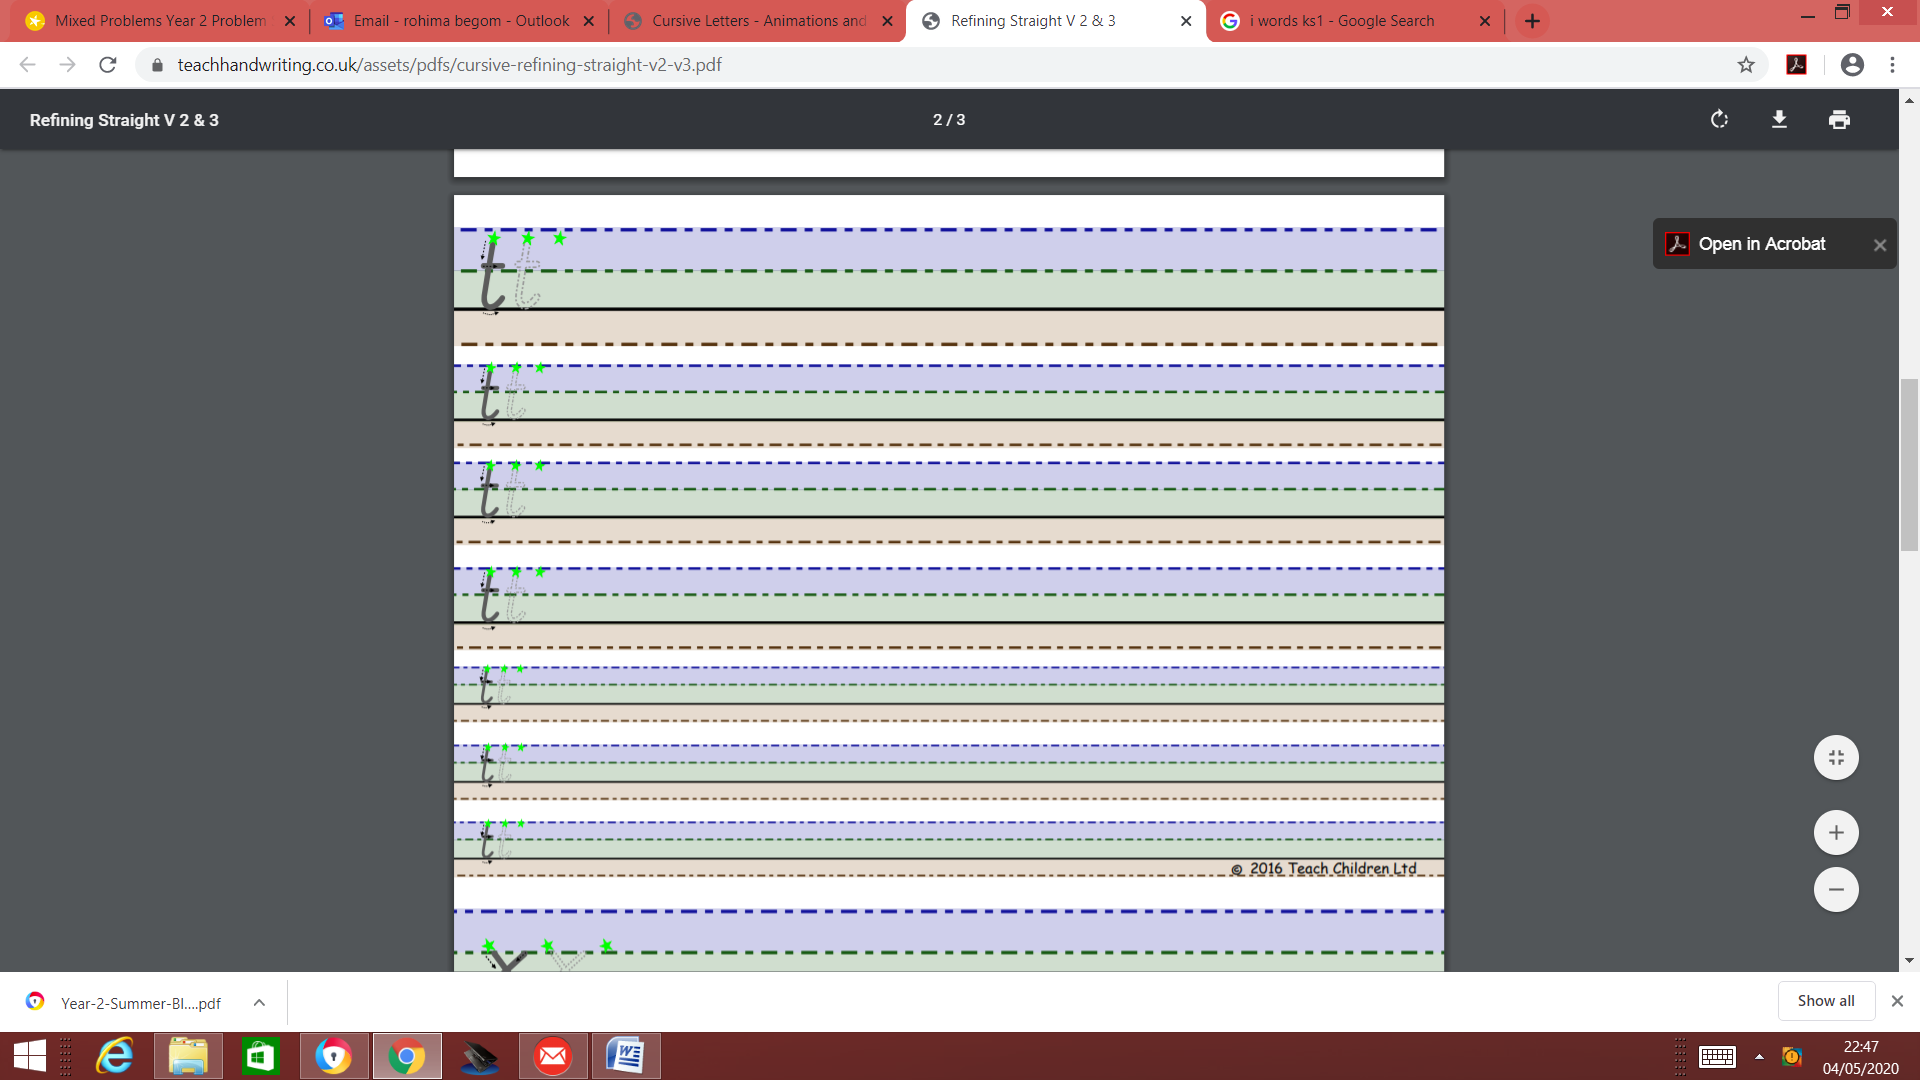 Mixed Problems Year 2 Problem
Email - rohima begom - Outlook
Cursive Letters - Animations and
Refining Straight V 2 & 3
i words ks1 - Google Search
teachhandwriting.co.uk/assets/pdfs/cursive-refining-straight-v2-v3.pdf
Refining Straight V 2 & 3
2 / 3
Open in Acrobat
t t
t t
t t
t t
t t
t t
t t
© 2016 Teach Children Ltd
Year-2-Summer-Bl....pdf
Show all
22:47
04/05/2020